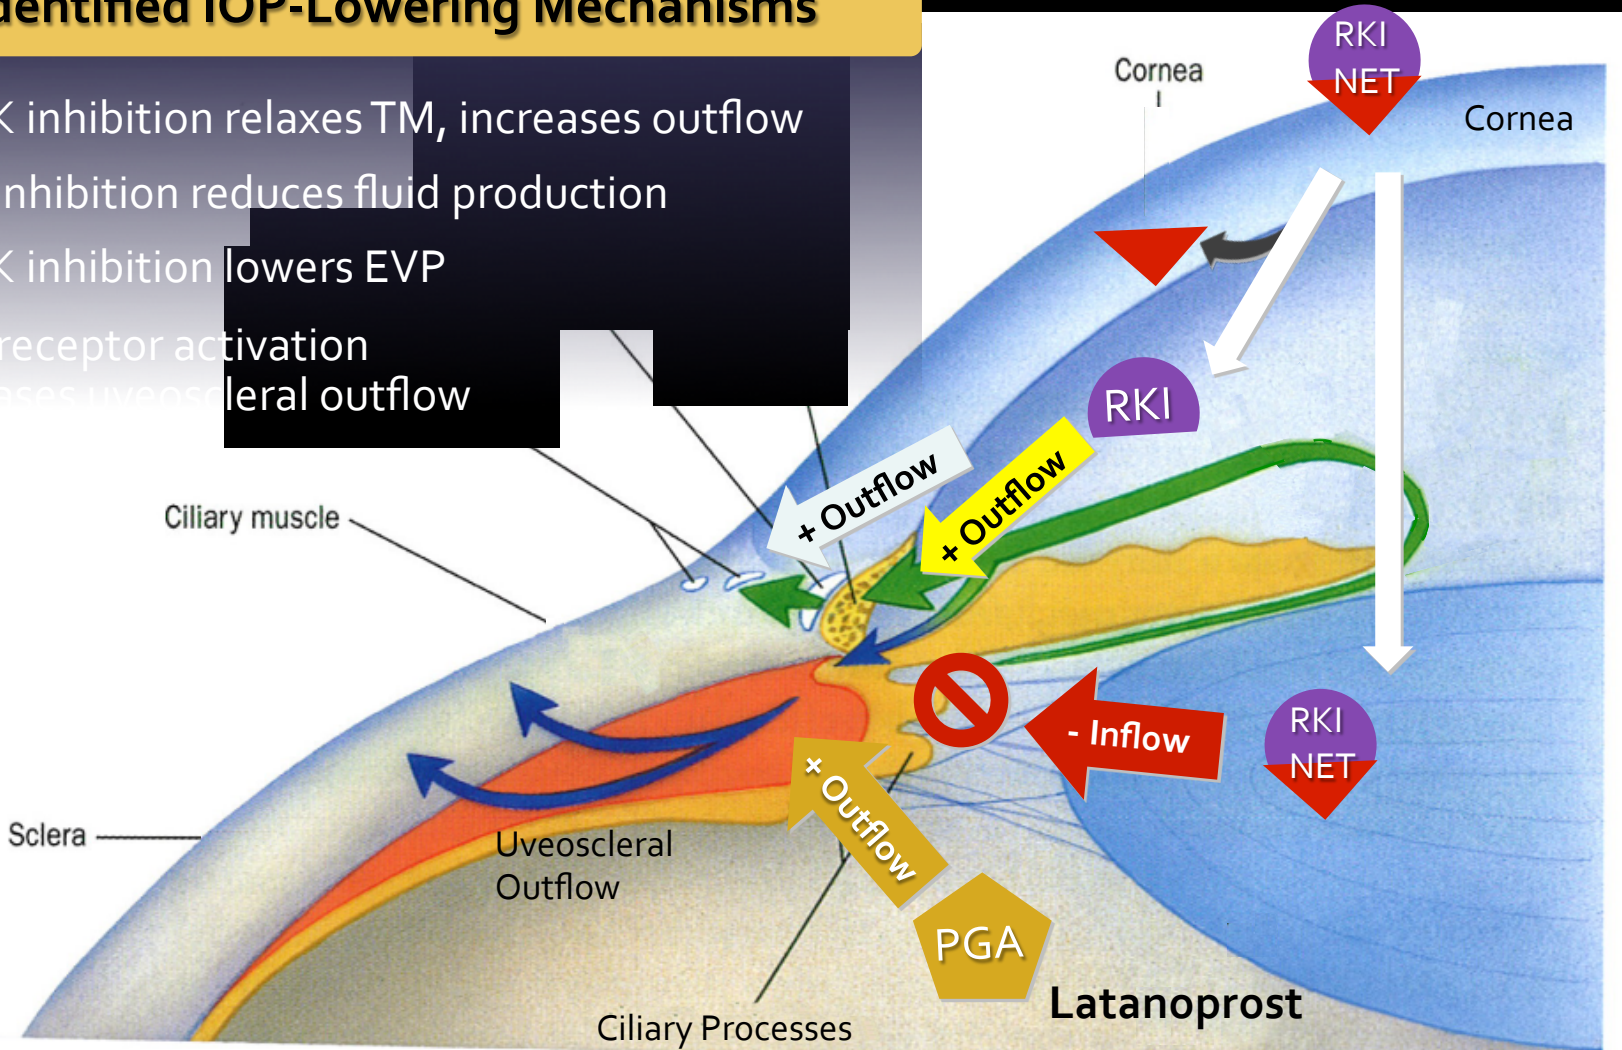 dentified IOP-Lowering Mechanisms
K inhibition relaxes TM, increases outflow
nhibition reduces fluid production
K inhibition lowers EVP
receptor activation
ases uveoscleral outflow
Cornea
RKI
NET
Cornea
RKI
+ Outflow
+ Outflow
Ciliary muscle
- Inflow
RKI
NET
+ Outflow
Sclera
Uveoscleral
Outflow
PGA
Latanoprost
Ciliary Processes